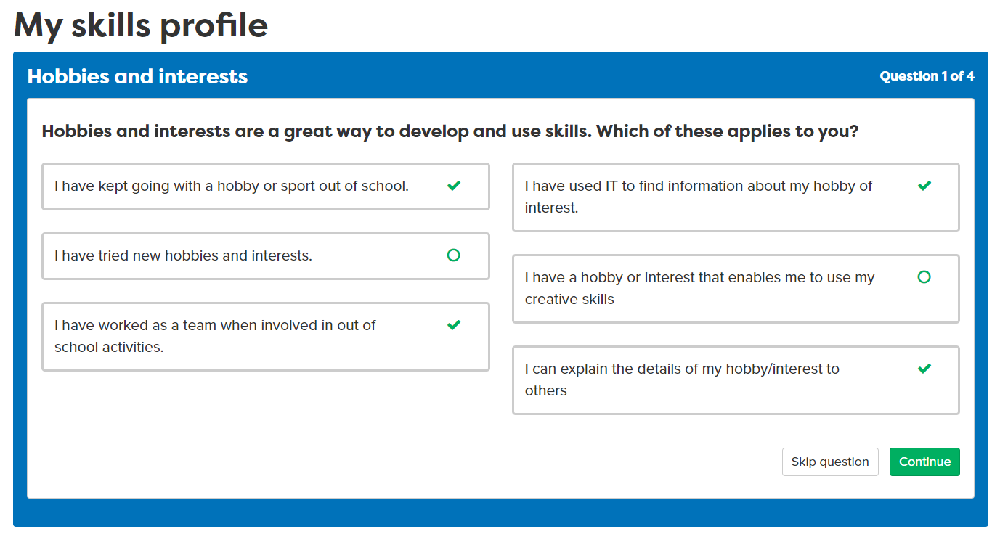 My skills profile
Hobbies and interests
Question 1 of 4
Hobbies and interests are a great way to develop and use skills. Which of these applies to you?
I have kept going with a hobby or sport out of school.
I have tried new hobbies and interests.
I have worked as a team when involved in out of
school activities.
I have used IT to find information about my hobby of
interest.
I have a hobby or interest that enables me to use my
creative skills
I can explain the details of my hobby/interest to
others
Skip question
Continue